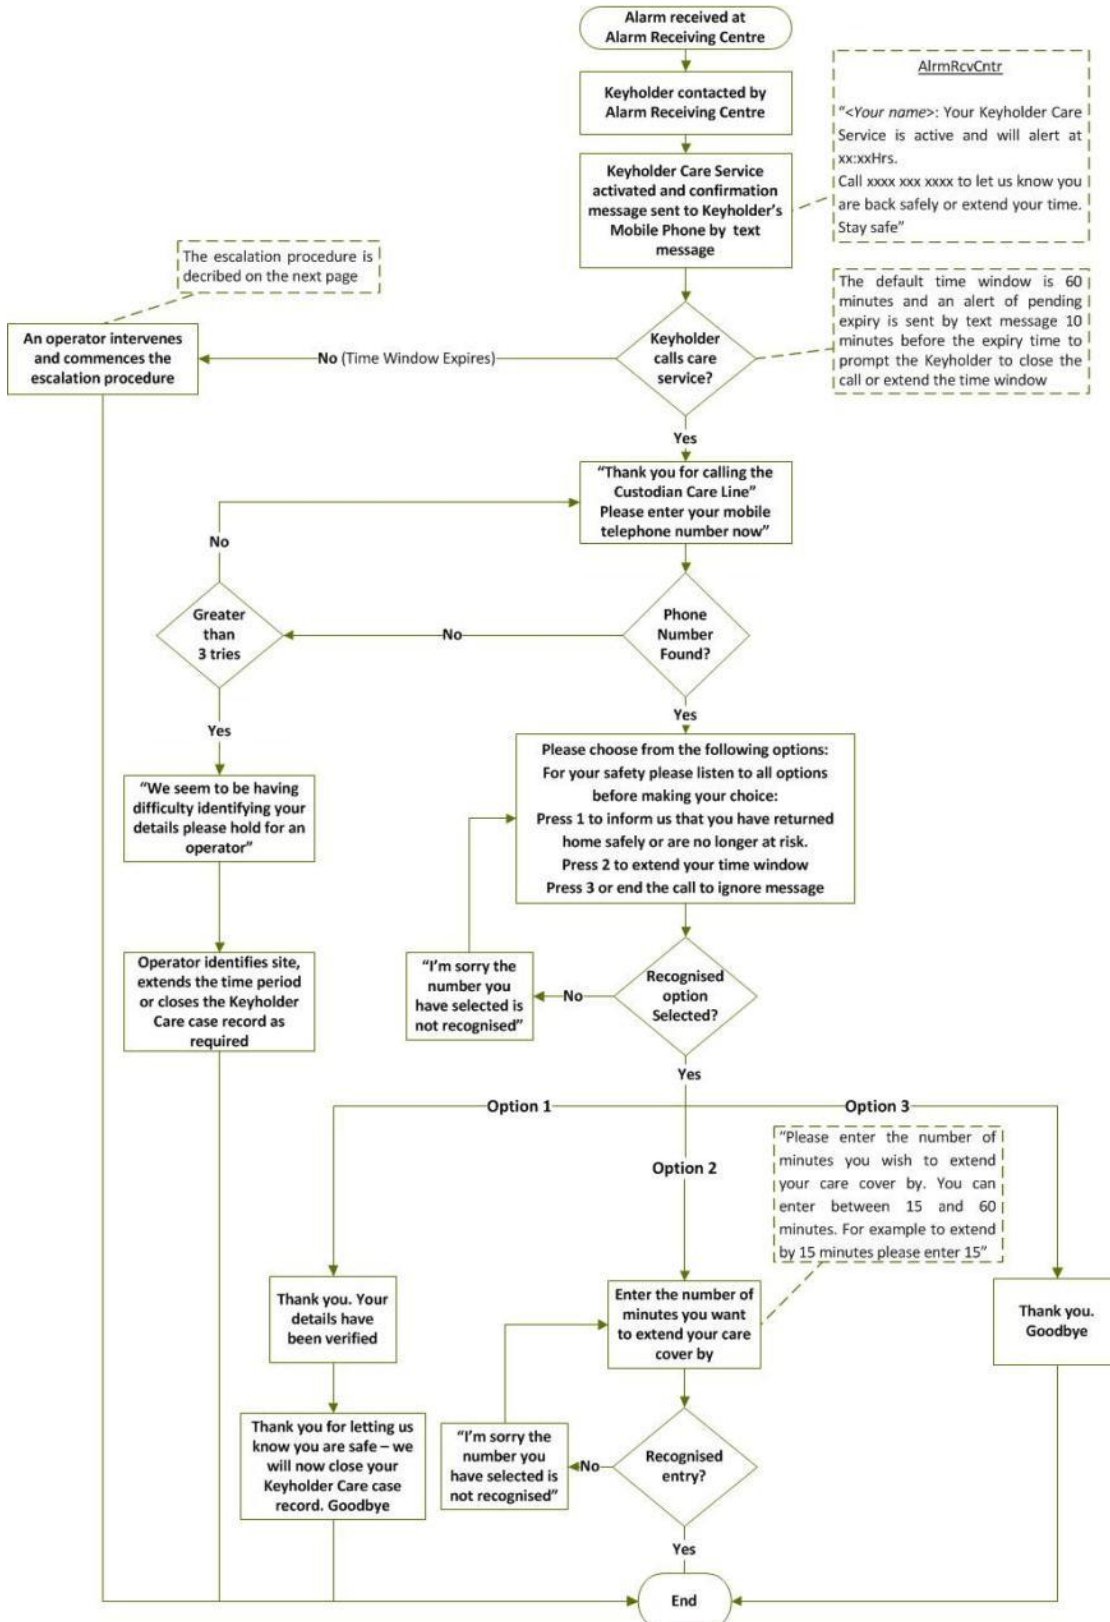 Alarm received at
Alarm Receiving Centre
AlrmRcvCntr
"<Your name>: Your Keyholder Care
Service is active and will alert at
xx:xxHrs.
Call xxxx xxx xxxx to let us know you
are back safely or extend your time.
Stay safe"
Keyholder contacted by
Alarm Receiving Centre
Keyholder Care Service
activated and confirmation
message sent to Keyholder's
Mobile Phone by text
message
The escalation procedure is
decribed on the next page
The default time window is 60
minutes and an alert of pending
expiry is sent by text message 10
minutes before the expiry time to
prompt the Keyholder to close the
call or extend the time window
An operator intervenes
and commences the
escalation procedure
No (Time Window Expires)
Keyholder
calls care
service?
Yes
"Thank you for calling the
Custodian Care Line"
Please enter your mobile
telephone number now"
No
Greater
than
3 tries
No
Phone
Number
Found?
Yes
Yes
"We seem to be having
difficulty identifying your
details please hold for an
operator"
Please choose from the following options:
For your safety please listen to all options
before making your choice:
Press 1 to inform us that you have returned
home safely or are no longer at risk.
Press 2 to extend your time window
Press 3 or end the call to ignore message
Operator identifies site,
extends the time period
or closes the Keyholder
Care case record as
required
"I'm sorry the
number you
have selected is
not recognised"
No
Recognised
option
Selected?
Yes
Option 1
Option 3
Option 2
"Please enter the number of
minutes you wish to extend
your care cover by. You can
enter between 15 and 60
minutes. For example to extend
by 15 minutes please enter 15"
Thank you. Your
details have
been verified
Enter the number of
minutes you want
to extend your care
cover by
Thank you.
Goodbye
Thank you for letting us
know you are safe – we
will now close your
Keyholder Care case
record. Goodbye
"I'm sorry the
number you
have selected is
not recognised"
No
Recognised
entry?
Yes
End